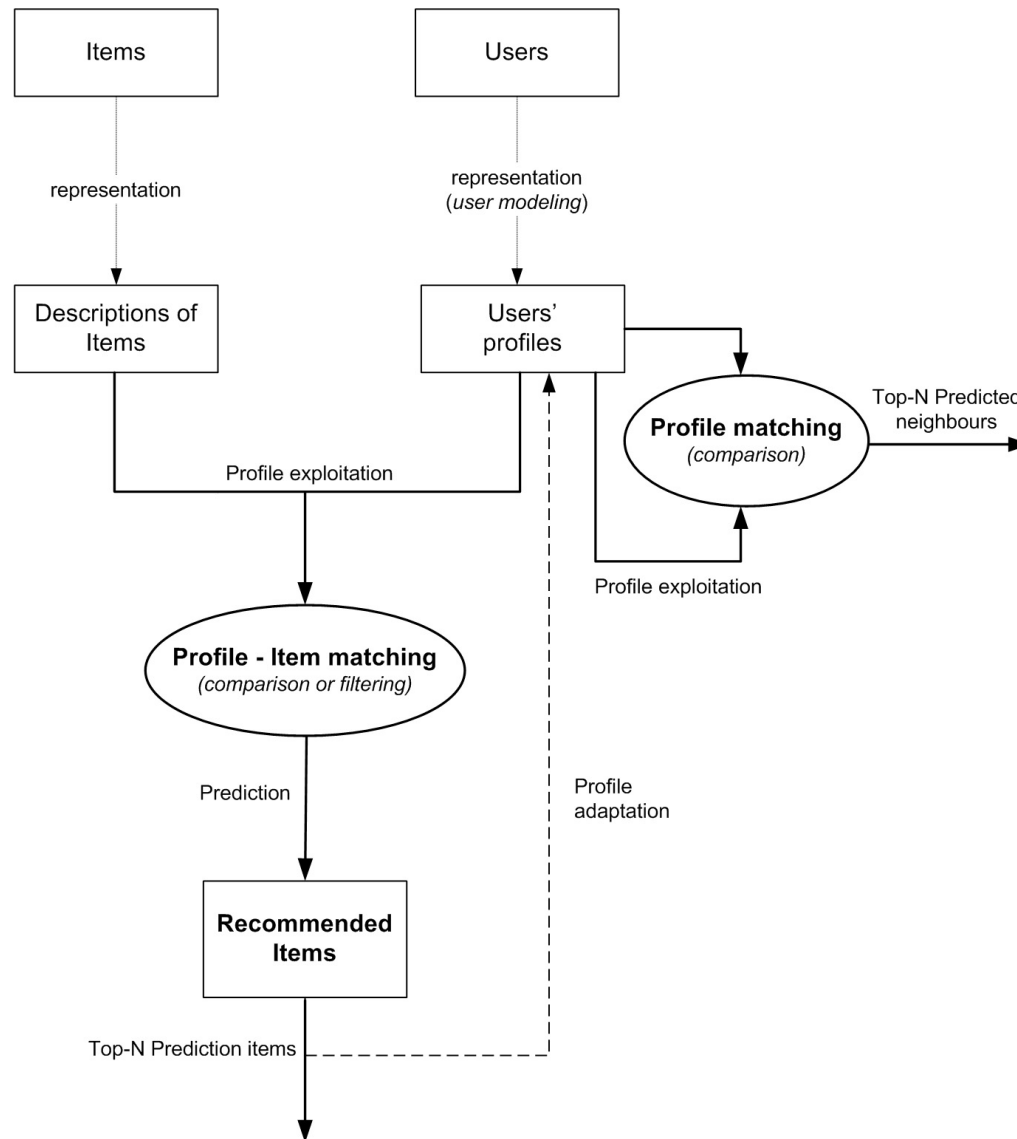 Items
Users
representation
representation
(user modeling)
Descriptions of
Items
Users’
profiles
Top-N Predicted
neighbours
Profile matching
(comparison)
Profile exploitation
Profile exploitation
Profile - Item matching
(comparison or filtering)
Prediction
Profile
adaptation
Recommended
Items
Top-N Prediction items